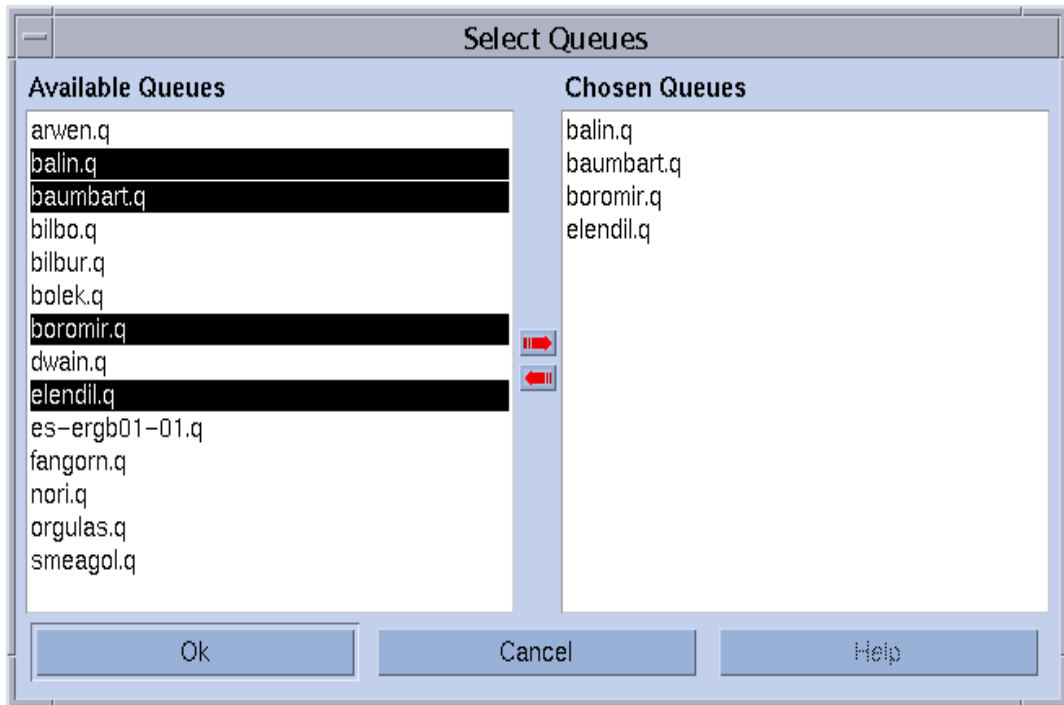 Select Queues
Available Queues
arwen.q
balin.q
baumbart.q
bilbo.q
bilbur.q
bolek.q
boromir.q
dwain.q
elendil.q
es-ergb01-01.q
fangorn.q
nori.q
orgulas.q
smeagol.q
Chosen Queues
balin.q
baumbart.q
boromir.q
elendil.q
Ok
Cancel
Help